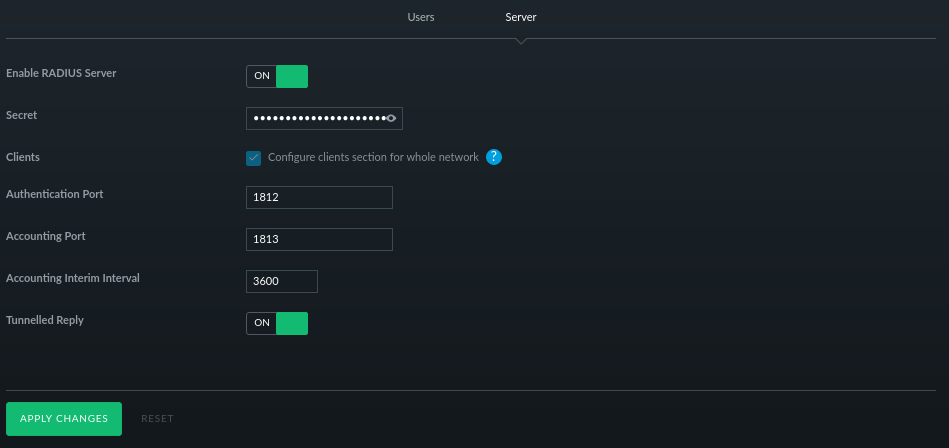 Users Server
Enable RADIUS Server ON
Secret •••••••••••••••••••••
Clients Configure clients section for whole network ?
Authentication Port 1812
Accounting Port 1813
Accounting Interim Interval 3600
Tunnelled Reply ON
APPLY CHANGES RESET